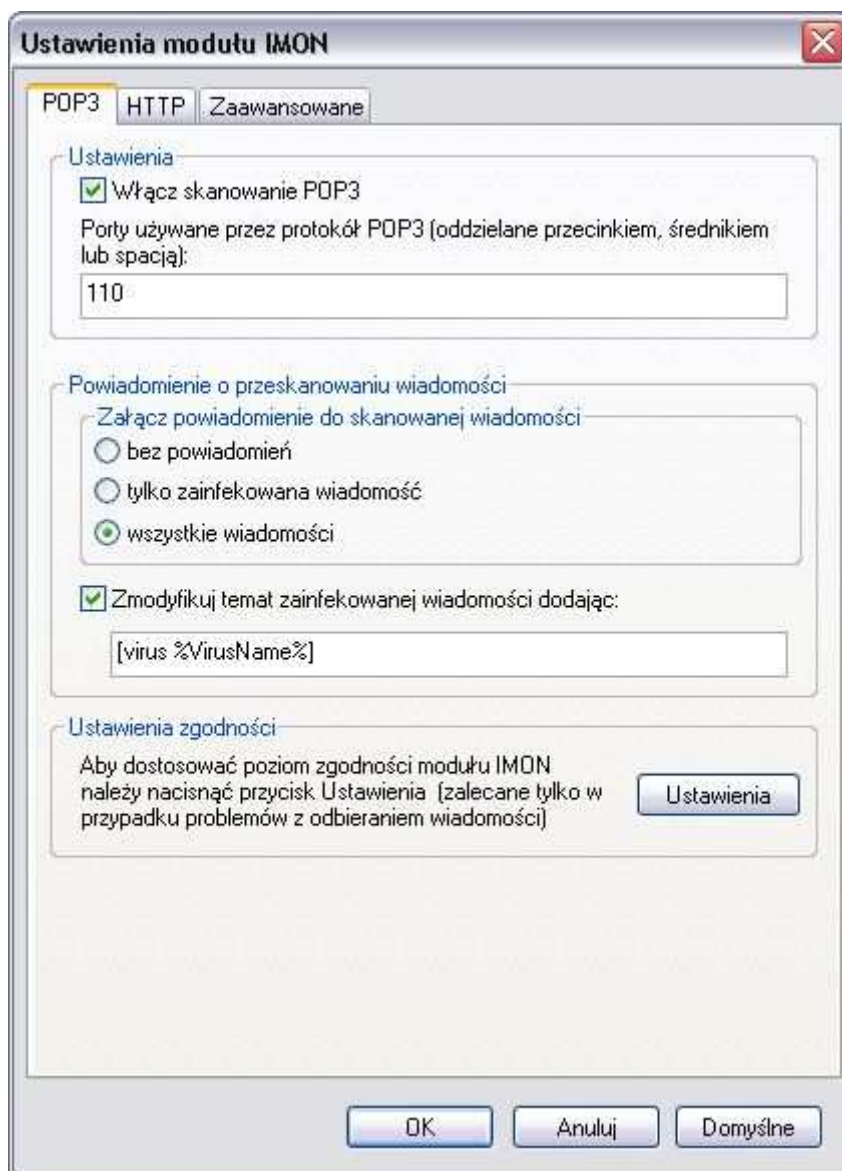 Ustawienia modułu IMON
POP3 HTTP Zaawansowane
Ustawienia
Włącz skanowanie POP3
Porty używane przez protokół POP3 (oddzielane przecinkiem, średnikiem
lub spacją):
110
Powiadomienie o przeskanowaniu wiadomości
Załącz powiadomienie do skanowanej wiadomości
bez powiadomień
tylko zainfekowana wiadomość
wszystkie wiadomości
Zmodyfikuj temat zainfekowanej wiadomości dodając:
[virus %VirusName%]
Ustawienia zgodności
Aby dostosować poziom zgodności modułu IMON
należy nacisnąć przycisk Ustawienia (zalecane tylko w
przypadku problemów z odbieraniem wiadomości)
Ustawienia
OK Anuluj Domyślne